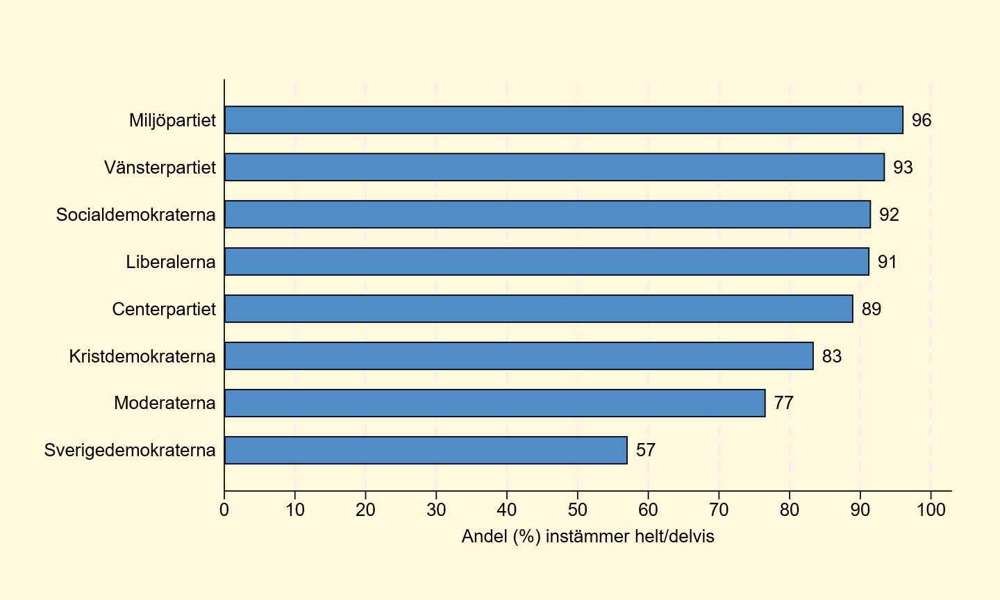 Miljöpartiet 96
Vänsterpartiet 93
Socialdemokraterna 92
Liberalerna 91
Centerpartiet 89
Kristdemokraterna 83
Moderaterna 77
Sverigedemokraterna 57
0 10 20 30 40 50 60 70 80 90 100
Andel (%) instämmer helt/delvis